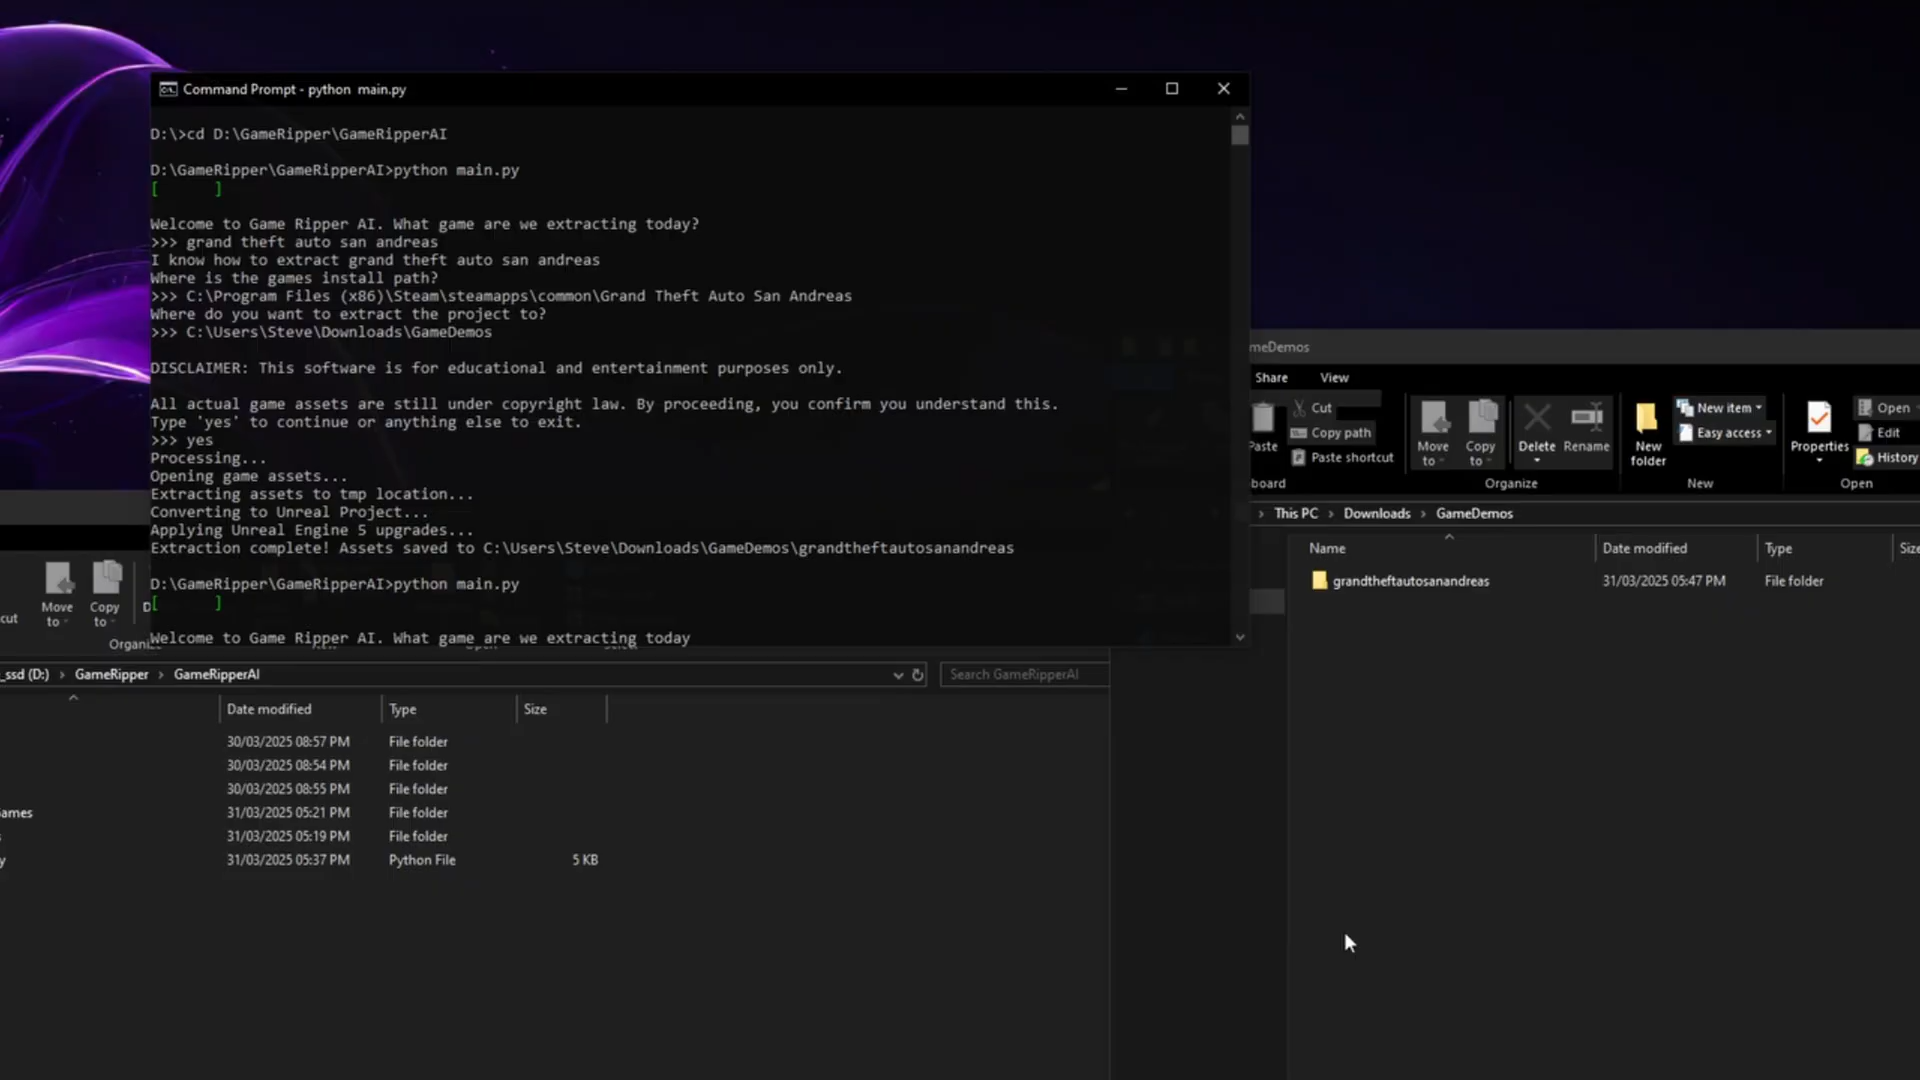 Command Prompt - python  main.py
D:\>cd D:\GameRipper\GameRipperAI
D:\GameRipper\GameRipperAI>python main.py
[      ]
Welcome to Game Ripper AI. What game are we extracting today?
>>> grand theft auto san andreas
I know how to extract grand theft auto san andreas
Where is the games install path?
>>> C:\Program Files (x86)\Steam\steamapps\common\Grand Theft Auto San Andreas
Where do you want to extract the project to?
>>> C:\Users\Steve\Downloads\GameDemos
DISCLAIMER: This software is for educational and entertainment purposes only.
All actual game assets are still under copyright law. By proceeding, you confirm you understand this.
Type 'yes' to continue or anything else to exit.
>>> yes
Processing...
Opening game assets...
Extracting assets to tmp location...
Converting to Unreal Project...
Applying Unreal Engine 5 upgrades...
Extraction complete! Assets saved to C:\Users\Steve\Downloads\GameDemos\grandtheftautosanandreas
D:\GameRipper\GameRipperAI>python main.py
[      ]
Welcome to Game Ripper AI. What game are we extracting today
meDemos
Share View
Cut
Copy path
Paste shortcut
Paste
Move to
Copy to
Delete
Rename
New folder
New item
Easy access
Properties
Open
Edit
History
board
Organize
New
Open
This PC > Downloads > GameDemos
Name Date modified Type Size
grandtheftautosanandreas 31/03/2025 05:47 PM File folder
cut
Move to
Copy to
D
Organize
_ssd (D:) > GameRipper > GameRipperAI
Search GameRipperAI
Date modified Type Size
30/03/2025 08:57 PM File folder
30/03/2025 08:54 PM File folder
30/03/2025 08:55 PM File folder
ames 31/03/2025 05:21 PM File folder
s 31/03/2025 05:19 PM File folder
y 31/03/2025 05:37 PM Python File 5 KB